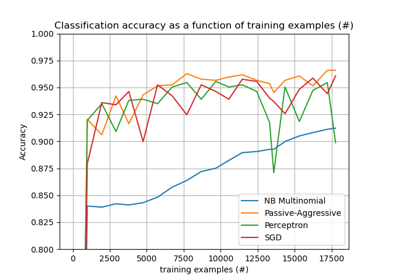 Classification accuracy as a function of training examples (#)
1.000
0.975
0.950
0.925
0.900
0.875
0.850
0.825
0.800
Accuracy
0 2500 5000 7500 10000 12500 15000 17500
training examples (#)
NB Multinomial
Passive-Aggressive
Perceptron
SGD